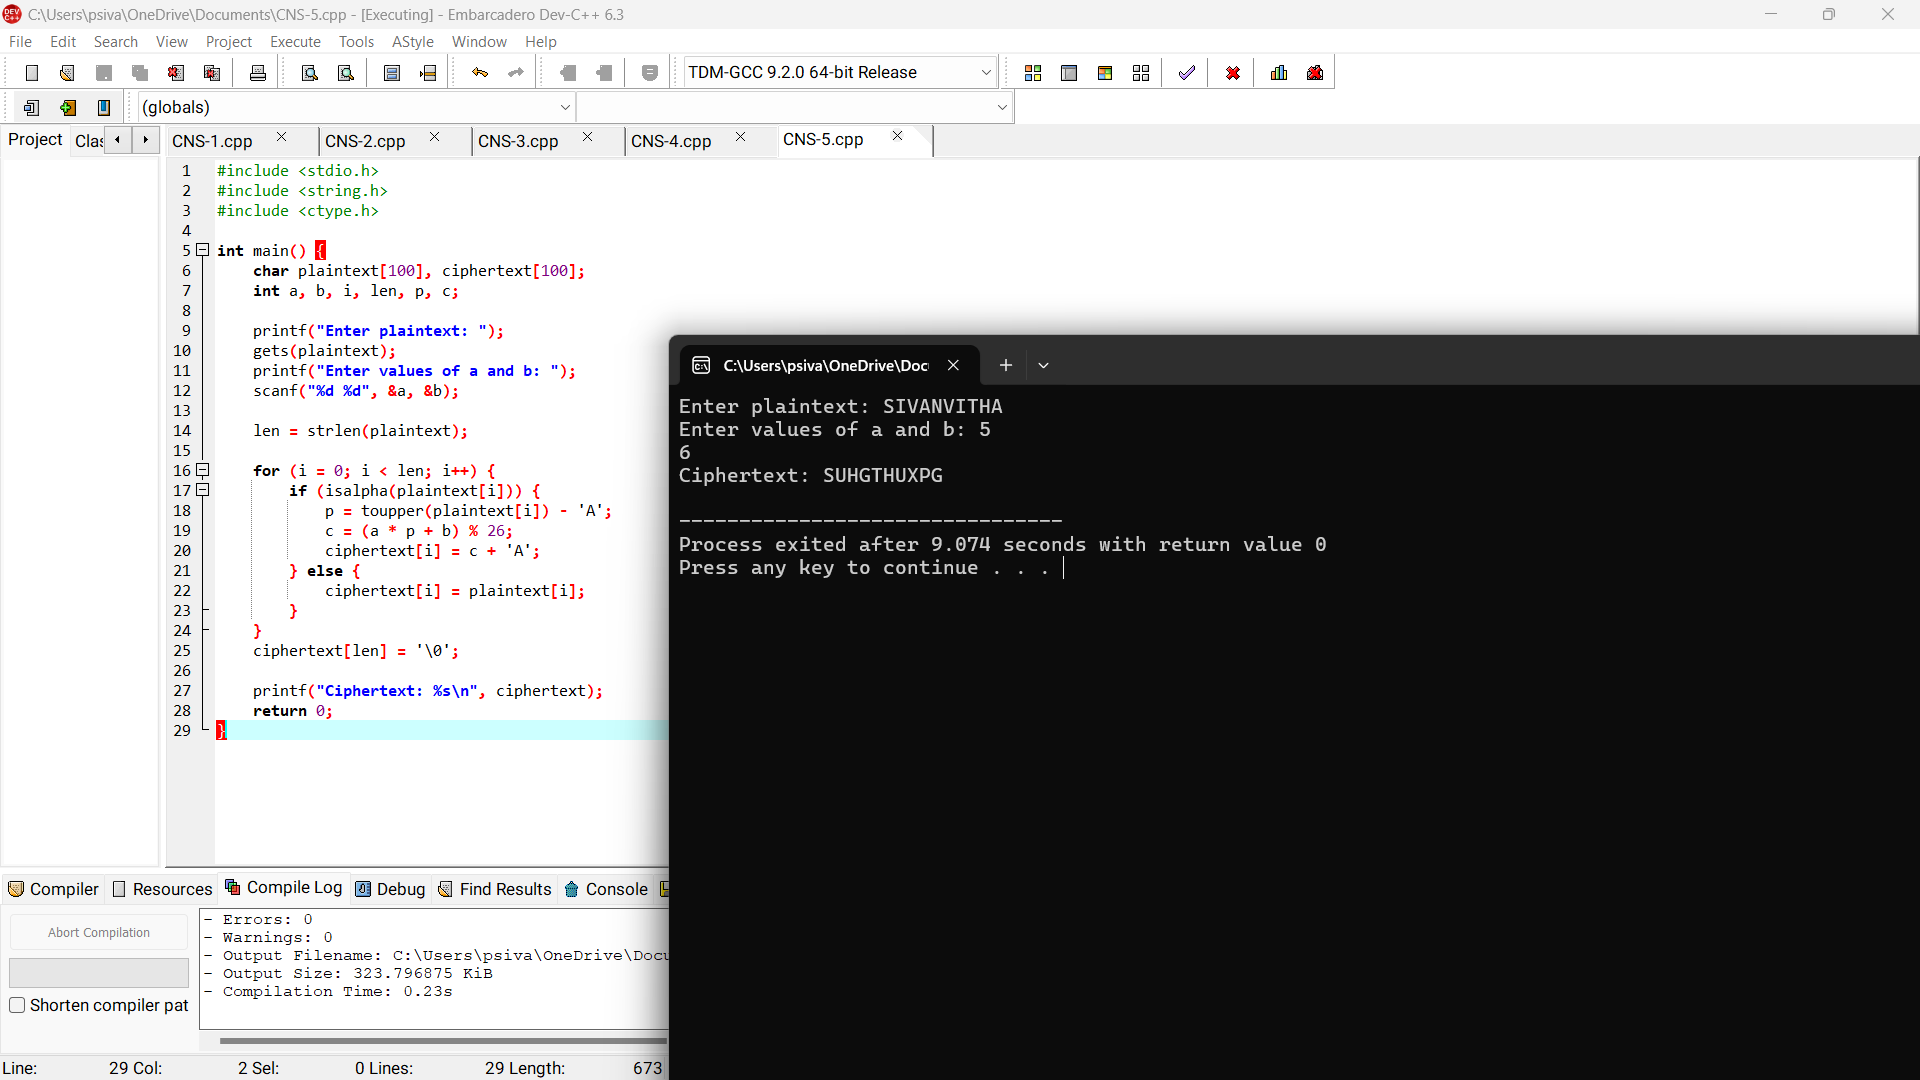 C:\Users\psiva\OneDrive\Documents\CNS-5.cpp - [Executing] - Embarcadero Dev-C++ 6.3
File Edit Search View Project Execute Tools AStyle Window Help
TDM-GCC 9.2.0 64-bit Release
(globals)
Project Clas CNS-1.cpp CNS-2.cpp CNS-3.cpp CNS-4.cpp CNS-5.cpp
1 #include <stdio.h>
2 #include <string.h>
3 #include <ctype.h>
4
5 int main() {
6     char plaintext[100], ciphertext[100];
7     int a, b, i, len, p, c;
8
9     printf("Enter plaintext: ");
10     gets(plaintext);
11     printf("Enter values of a and b: ");
12     scanf("%d %d", &a, &b);
13
14     len = strlen(plaintext);
15
16     for (i = 0; i < len; i++) {
17         if (isalpha(plaintext[i])) {
18             p = toupper(plaintext[i]) - 'A';
19             c = (a * p + b) % 26;
20             ciphertext[i] = c + 'A';
21         } else {
22             ciphertext[i] = plaintext[i];
23         }
24     }
25     ciphertext[len] = '\0';
26
27     printf("Ciphertext: %s\n", ciphertext);
28     return 0;
29 }
C:\Users\psiva\OneDrive\Doc
Enter plaintext: SIVANVITHA
Enter values of a and b: 5
6
Ciphertext: SUHGTHUXPG
--------------------------------
Process exited after 9.074 seconds with return value 0
Press any key to continue . . .
Compiler Resources Compile Log Debug Find Results Console
Abort Compilation
Shorten compiler pat
- Errors: 0
- Warnings: 0
- Output Filename: C:\Users\psiva\OneDrive\Docu
- Output Size: 323.796875 KiB
- Compilation Time: 0.23s
Line: 29 Col: 2 Sel: 0 Lines: 29 Length: 673